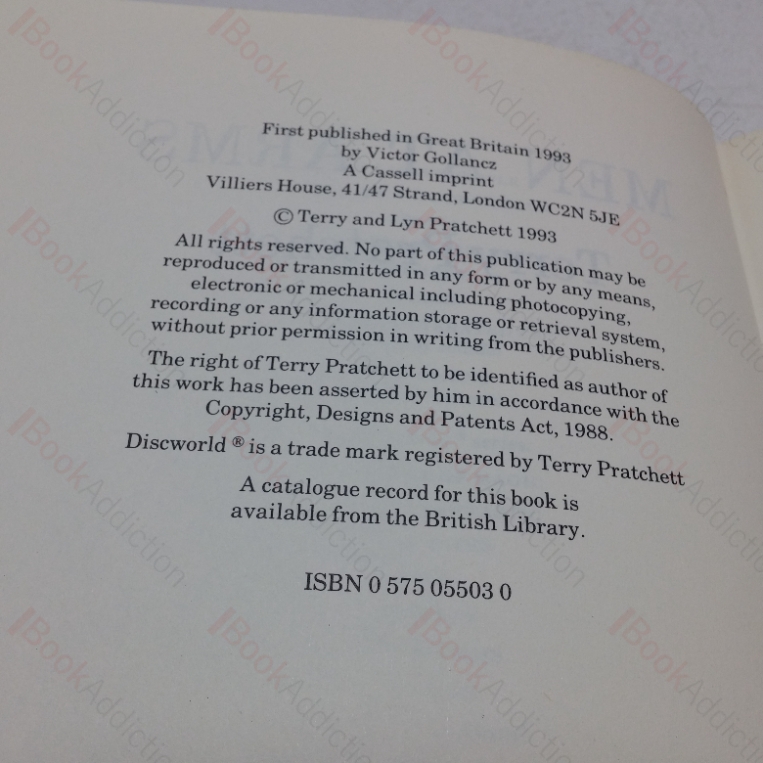 First published in Great Britain 1993
by Victor Gollancz
A Cassell imprint
Villiers House, 41/47 Strand, London WC2N 5JE
© Terry and Lyn Pratchett 1993
All rights reserved. No part of this publication may be
reproduced or transmitted in any form or by any means,
electronic or mechanical including photocopying,
recording or any information storage or retrieval system,
without prior permission in writing from the publishers.
The right of Terry Pratchett to be identified as author of
this work has been asserted by him in accordance with the
Copyright, Designs and Patents Act, 1988.
Discworld ® is a trade mark registered by Terry Pratchett
A catalogue record for this book is
available from the British Library.
ISBN 0 575 05503 0
BookAddiction